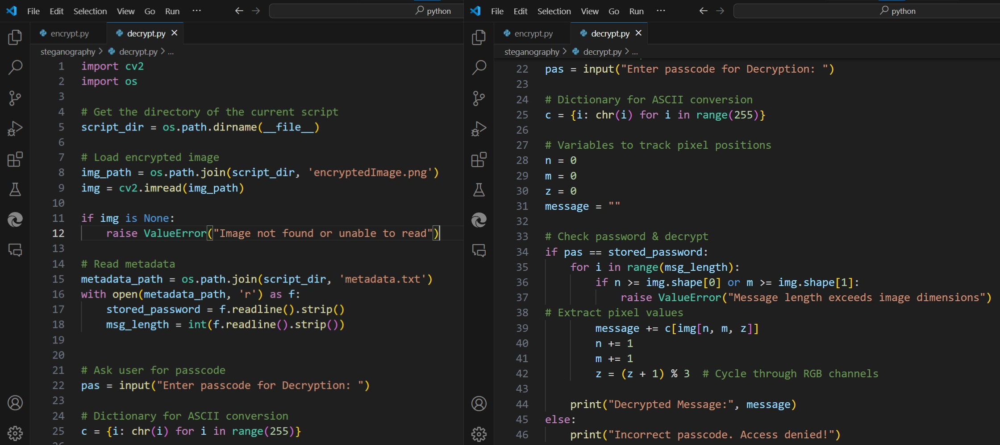 File Edit Selection View Go Run ··· python
encrypt.py decrypt.py
steganography > decrypt.py > ...
1 import cv2
2 import os
3
4 # Get the directory of the current script
5 script_dir = os.path.dirname(__file__)
6
7 # Load encrypted image
8 img_path = os.path.join(script_dir, 'encryptedImage.png')
9 img = cv2.imread(img_path)
10
11 if img is None:
12     raise ValueError("Image not found or unable to read")
13
14 # Read metadata
15 metadata_path = os.path.join(script_dir, 'metadata.txt')
16 with open(metadata_path, 'r') as f:
17     stored_password = f.readline().strip()
18     msg_length = int(f.readline().strip())
19
20
21 # Ask user for passcode
22 pas = input("Enter passcode for Decryption: ")
23
24 # Dictionary for ASCII conversion
25 c = {i: chr(i) for i in range(255)}
File Edit Selection View Go Run ··· python
encrypt.py decrypt.py
steganography > decrypt.py > ...
22 pas = input("Enter passcode for Decryption: ")
23
24 # Dictionary for ASCII conversion
25 c = {i: chr(i) for i in range(255)}
26
27 # Variables to track pixel positions
28 n = 0
29 m = 0
30 z = 0
31 message = ""
32
33 # Check password & decrypt
34 if pas == stored_password:
35     for i in range(msg_length):
36         if n >= img.shape[0] or m >= img.shape[1]:
37             raise ValueError("Message length exceeds image dimensions")
38 # Extract pixel values
39         message += c[img[n, m, z]]
40         n += 1
41         m += 1
42         z = (z + 1) % 3  # Cycle through RGB channels
43
44     print("Decrypted Message:", message)
45 else:
46     print("Incorrect passcode. Access denied!")